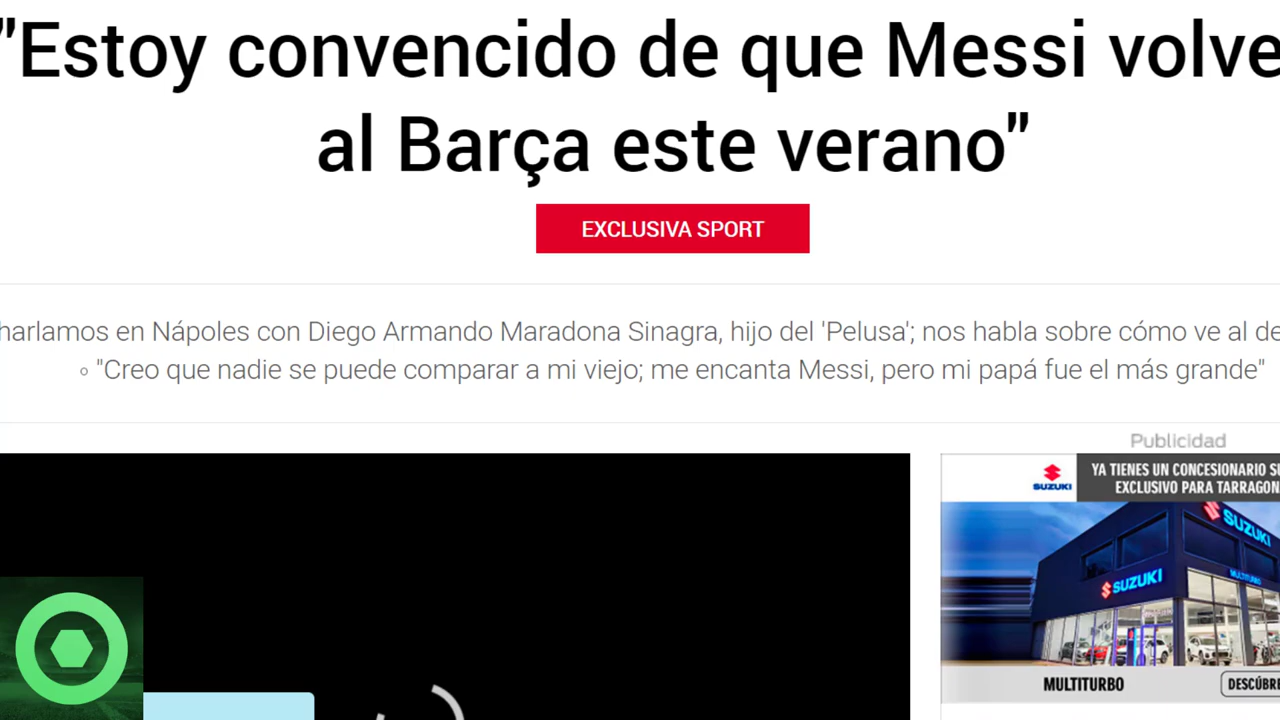 "Estoy convencido de que Messi volve
al Barça este verano"
EXCLUSIVA SPORT
harlamos en Nápoles con Diego Armando Maradona Sinagra, hijo del 'Pelusa'; nos habla sobre cómo ve al de
"Creo que nadie se puede comparar a mi viejo; me encanta Messi, pero mi papá fue el más grande"
Publicidad
SUZUKI
YA TIENES UN CONCESIONARIO SU
EXCLUSIVO PARA TARRAGON
SUZUKI
SUZUKI
MULTITURBO
MULTITURBO
DESCÚBRE